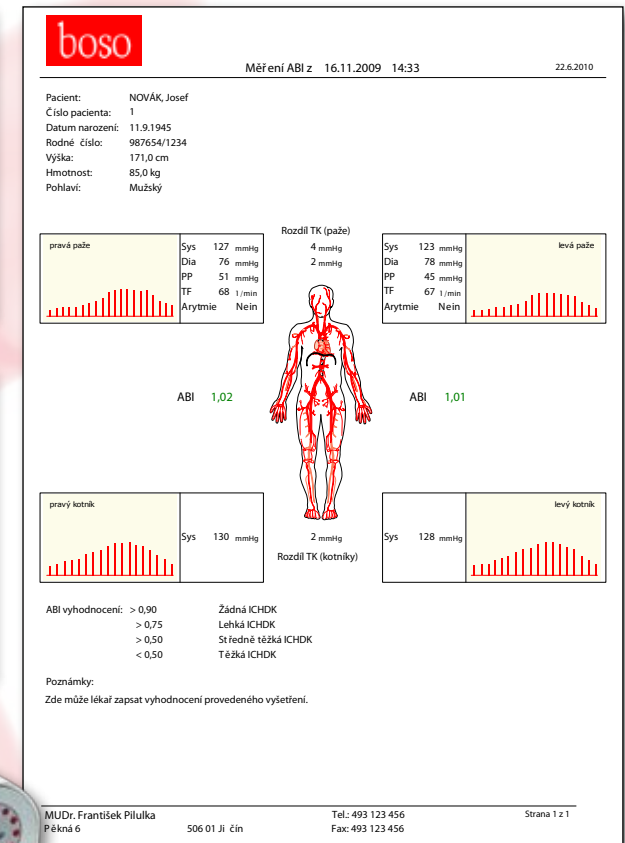 boso
Měření ABI z 16.11.2009 14:33
22.6.2010
Pacient: NOVÁK, Josef
Číslo pacienta: 1
Datum narození: 11.9.1945
Rodné číslo: 987654/1234
Výška: 171,0 cm
Hmotnost: 85,0 kg
Pohlaví: Mužský
pravá paže
Sys 127 mmHg
Dia 76 mmHg
PP 51 mmHg
TF 68 1/min
Arytmie Nein
Rozdíl TK (paže)
4 mmHg
2 mmHg
Sys 123 mmHg
Dia 78 mmHg
PP 45 mmHg
TF 67 1/min
Arytmie Nein
levá paže
ABI 1,02
ABI 1,01
pravý kotník
Sys 130 mmHg
2 mmHg
Rozdíl TK (kotníky)
Sys 128 mmHg
levý kotník
ABI vyhodnocení: > 0,90 Žádná ICHDK
> 0,75 Lehká ICHDK
> 0,50 Středně těžká ICHDK
< 0,50 Těžká ICHDK
Poznámky:
Zde může lékař zapsat vyhodnocení provedeného vyšetření.
MUDr. František Pilulka
Pěkná 6 506 01 Ji čín
Tel.: 493 123 456
Fax: 493 123 456
Strana 1 z 1